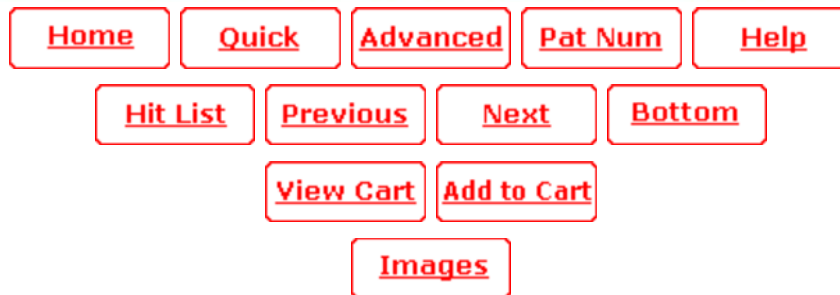 Home Quick Advanced Pat Num Help
Hit List Previous Next Bottom
View Cart Add to Cart
Images